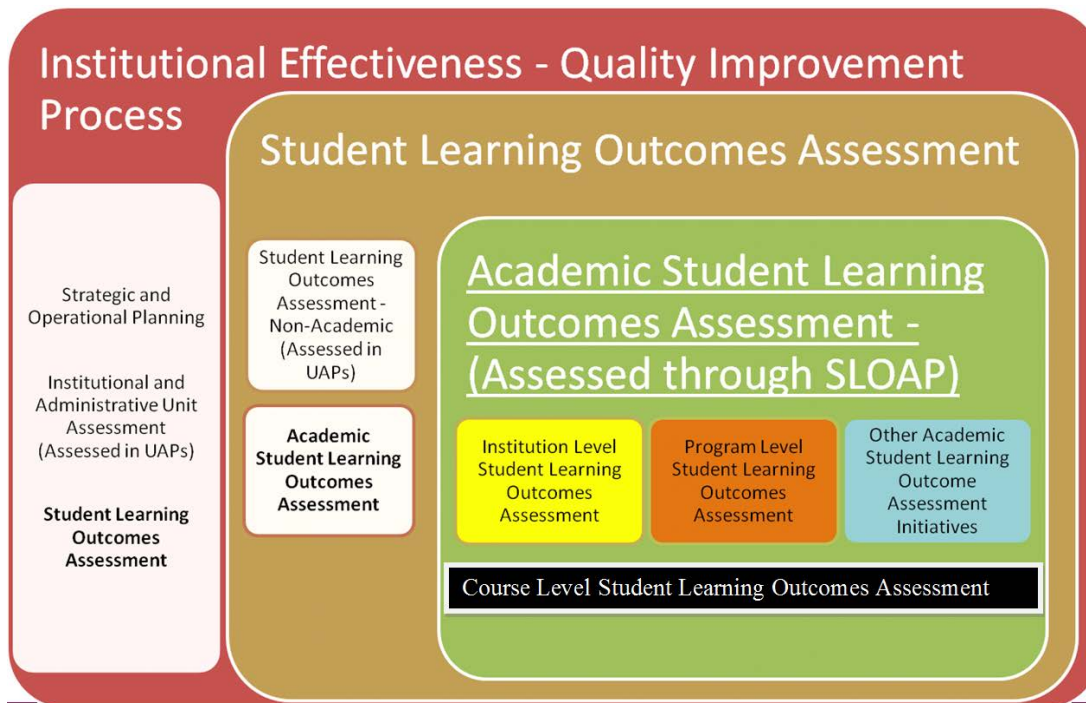 Institutional Effectiveness - Quality Improvement
Process
Student Learning Outcomes Assessment
Strategic and
Operational Planning
Institutional and
Administrative Unit
Assessment
(Assessed in UAPs)
Student Learning
Outcomes
Assessment
Student Learning
Outcomes
Assessment -
Non-Academic
(Assessed in
UAPs)
Academic
Student Learning
Outcomes
Assessment
Academic Student Learning
Outcomes Assessment -
(Assessed through SLOAP)
Institution Level
Student Learning
Outcomes
Assessment
Program Level
Student Learning
Outcomes
Assessment
Other Academic
Student Learning
Outcome
Assessment
Initiatives
Course Level Student Learning Outcomes Assessment